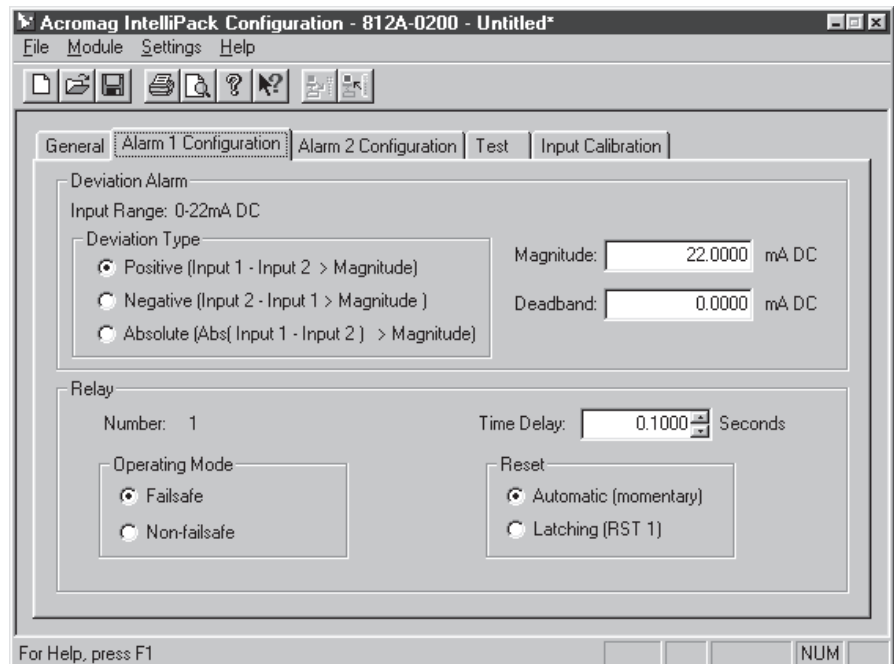 Acromag IntelliPack Configuration - 812A-0200 - Untitled*
File Module Settings Help
General Alarm 1 Configuration Alarm 2 Configuration Test Input Calibration
Deviation Alarm
Input Range: 0-22mA DC
Deviation Type
Positive (Input 1 - Input 2 > Magnitude)
Negative (Input 2 - Input 1 > Magnitude )
Absolute (Abs( Input 1 - Input 2 ) > Magnitude)
Magnitude: 22.0000 mA DC
Deadband: 0.0000 mA DC
Relay
Number: 1
Time Delay: 0.1000 Seconds
Operating Mode
Failsafe
Non-failsafe
Reset
Automatic (momentary)
Latching (RST 1)
For Help, press F1
NUM